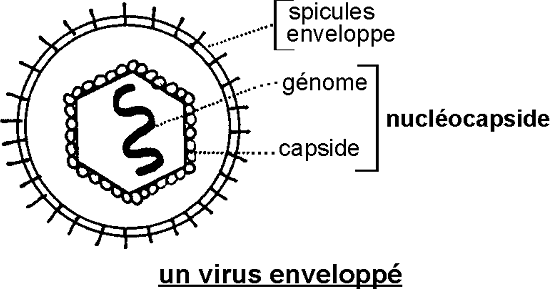 spicules
enveloppe
génome
nucléocapside
capside
un virus enveloppé